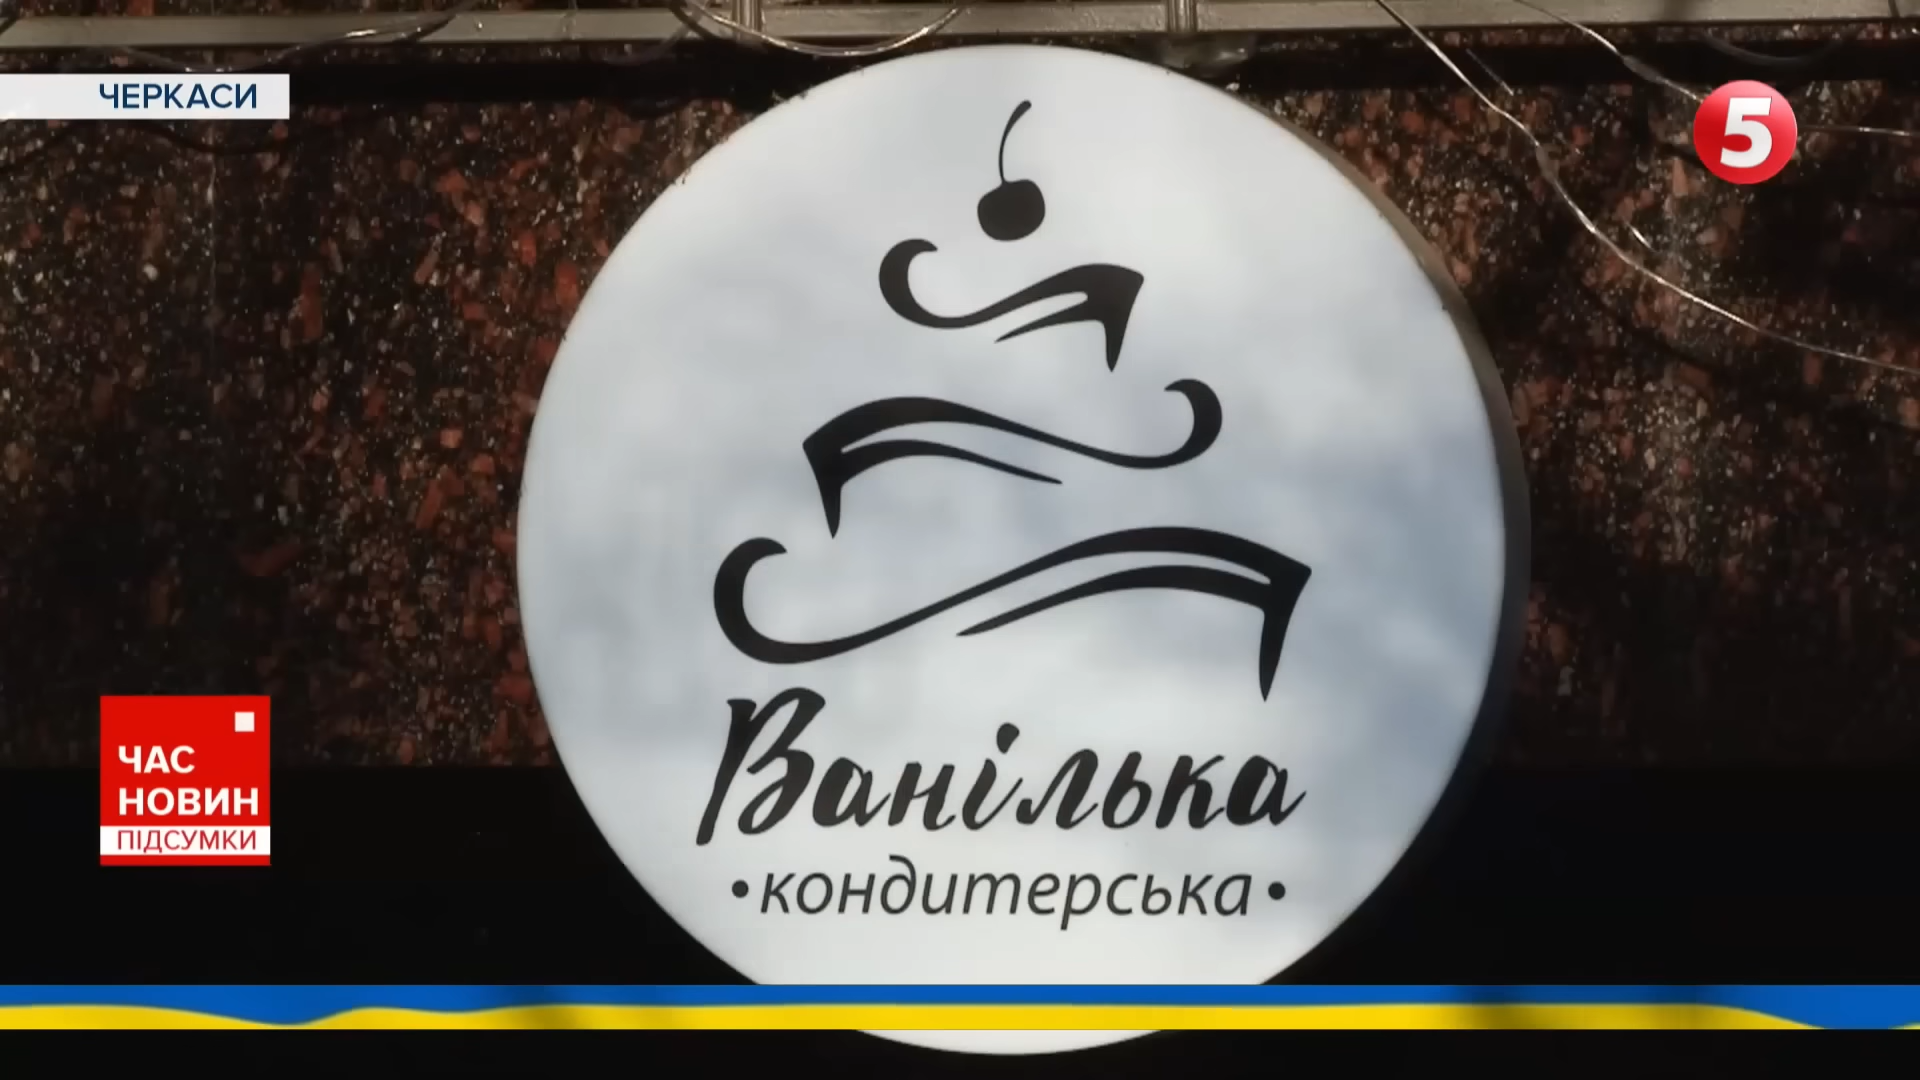 ЧЕРКАСИ
5
Ванілька
•кондитерська•
ЧАС
НОВИН
ПІДСУМКИ